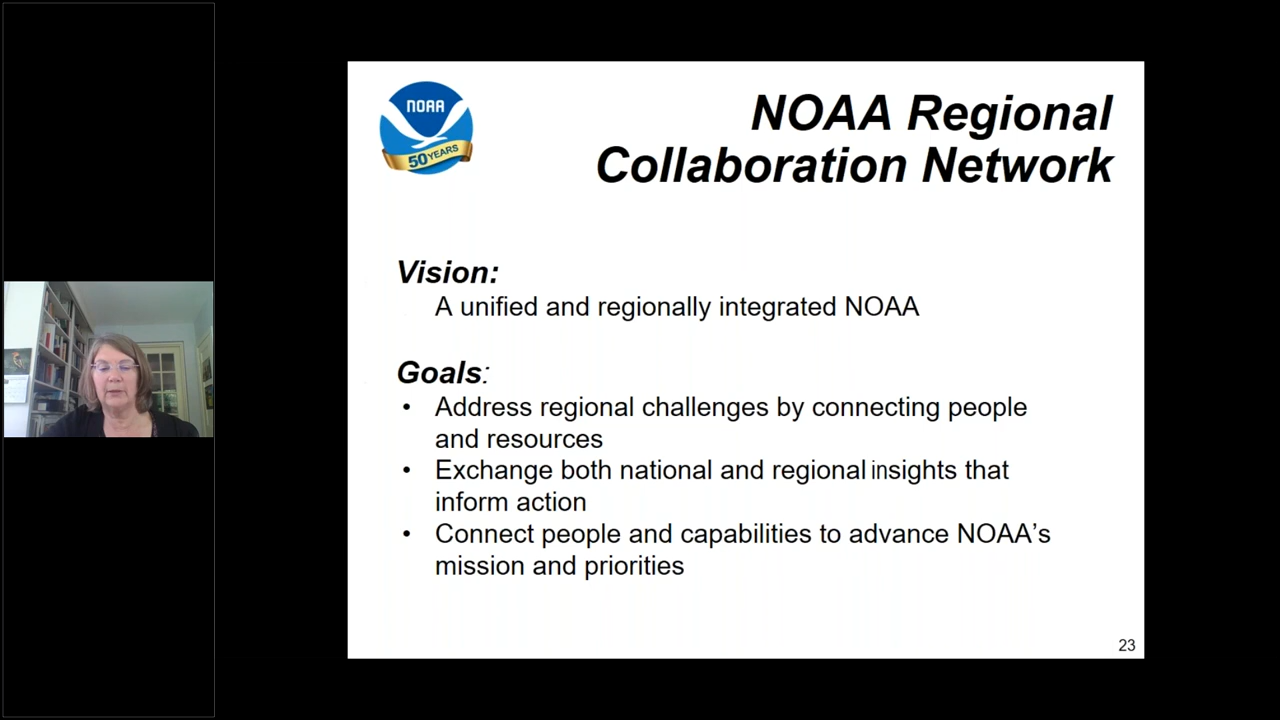 NOAA
50 YEARS
NOAA Regional
Collaboration Network
Vision:
A unified and regionally integrated NOAA
Goals:
• Address regional challenges by connecting people
and resources
• Exchange both national and regional insights that
inform action
• Connect people and capabilities to advance NOAA’s
mission and priorities
23